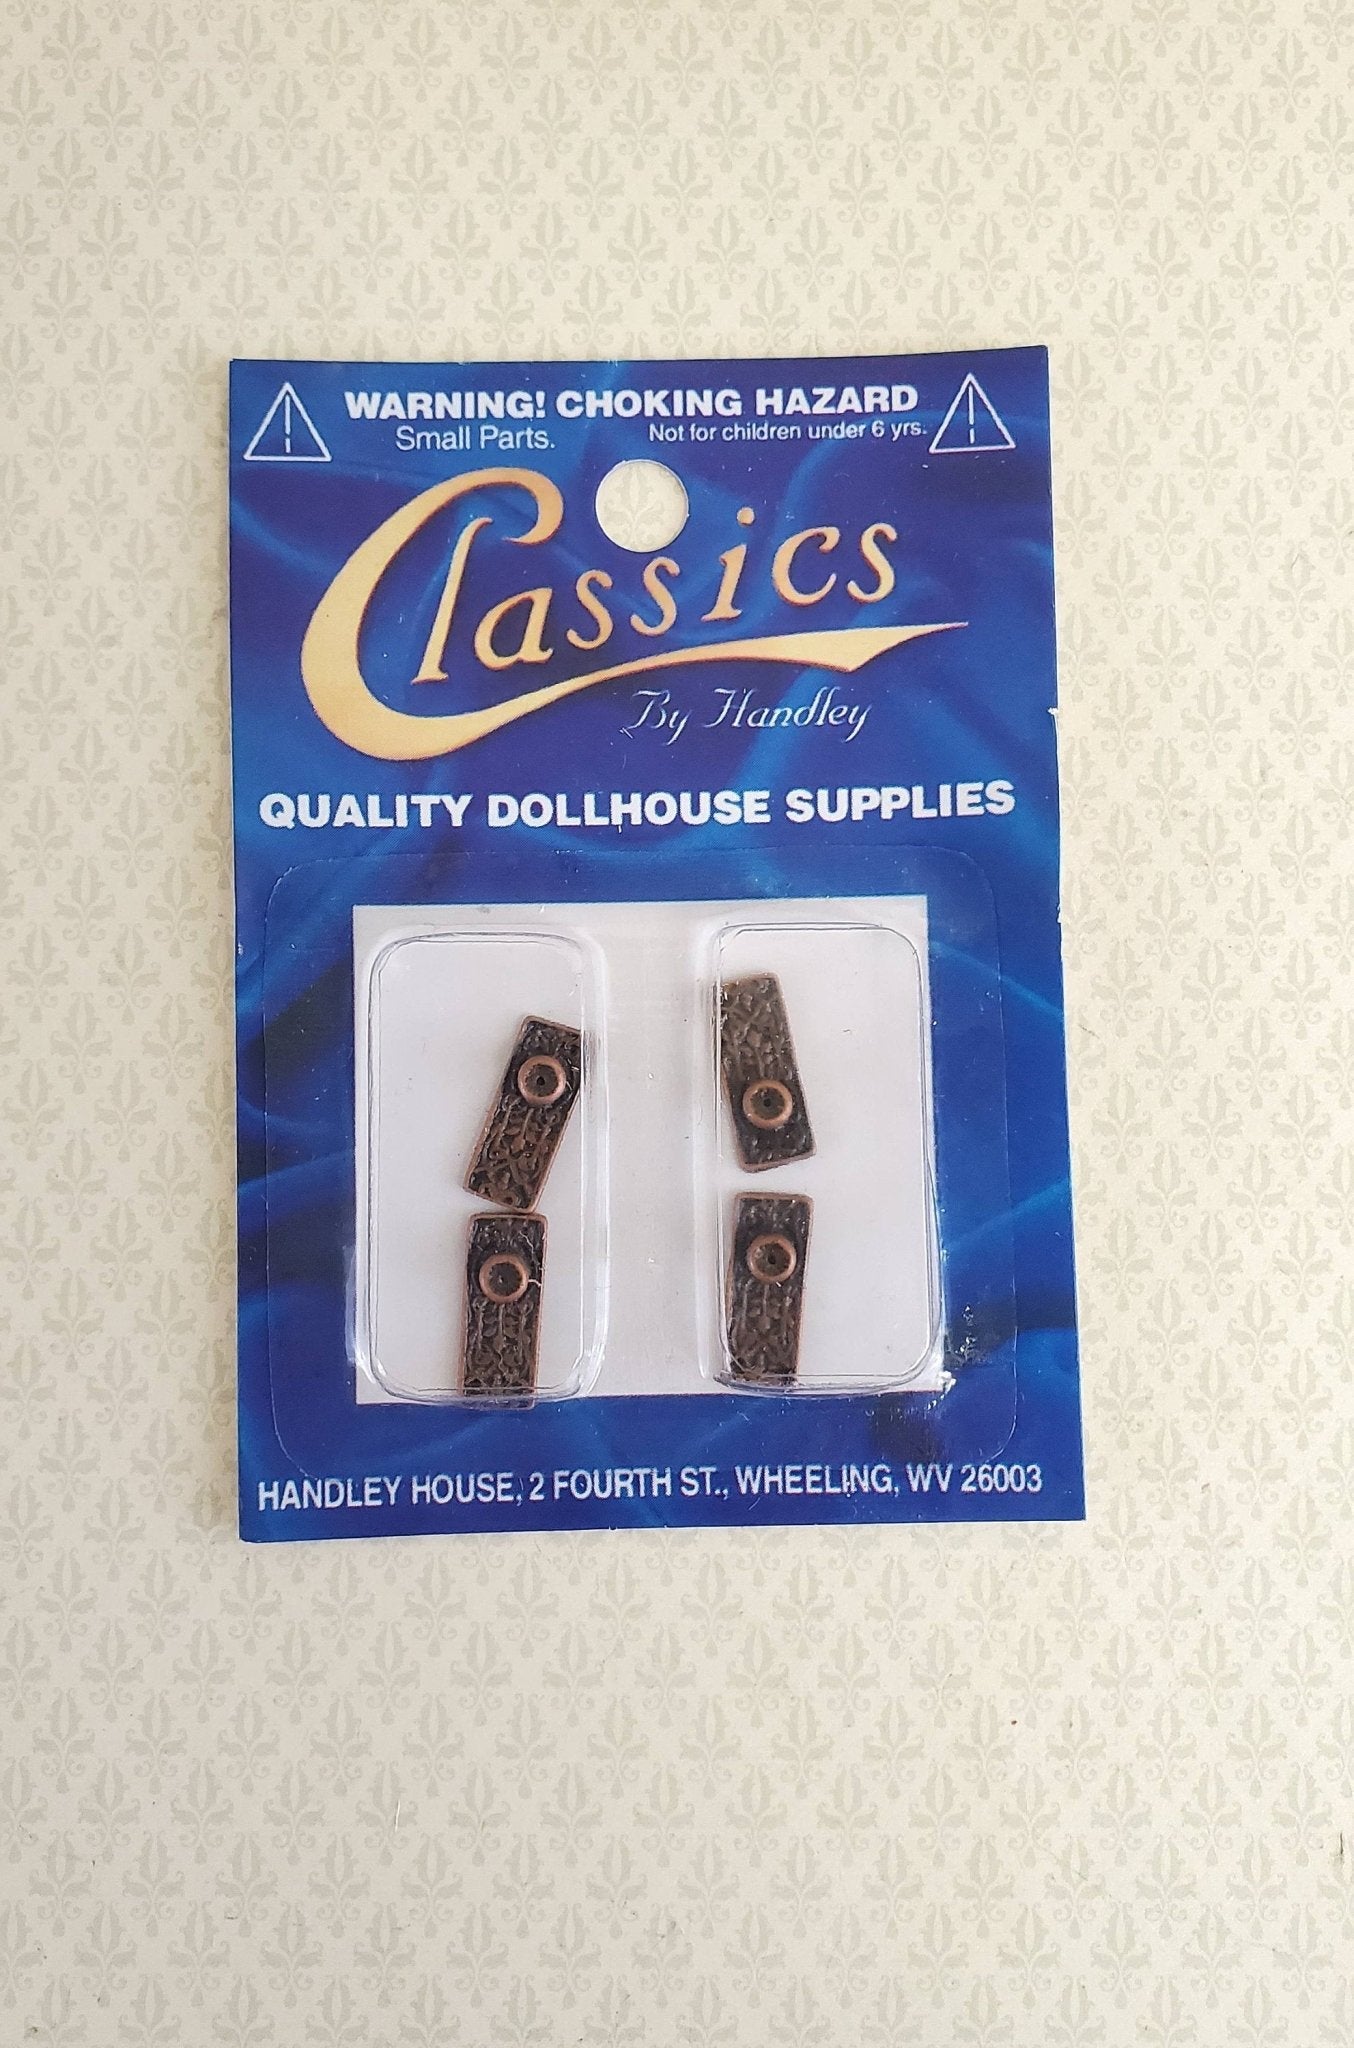 WARNING! CHOKING HAZARD
Small Parts. Not for children under 6 yrs.
Classics
By Handley
QUALITY DOLLHOUSE SUPPLIES
HANDLEY HOUSE, 2 FOURTH ST., WHEELING, WV 26003